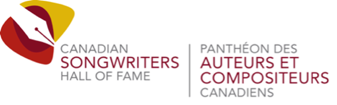 CANADIAN
SONGWRITERS
HALL OF FAME
PANTHÉON DES
AUTEURS ET
COMPOSITEURS
CANADIENS